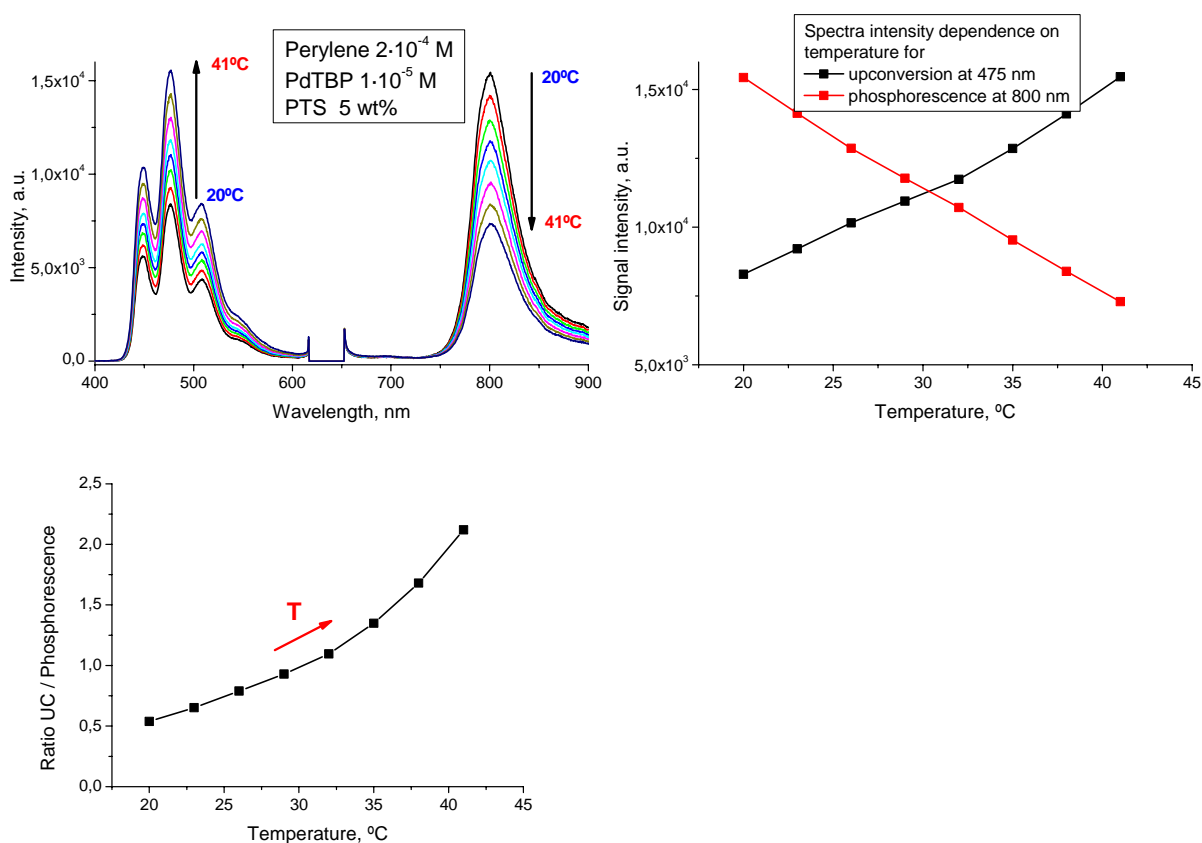 Perylene 2·10⁻⁴ M
PdTBP 1·10⁻⁵ M
PTS 5 wt%
41ºC
20ºC
20ºC
41ºC
1,5x10⁴
1,0x10⁴
5,0x10³
0,0
Intensity, a.u.
400 500 600 700 800 900
Wavelength, nm
Spectra intensity dependence on
temperature for
upconversion at 475 nm
phosphorescence at 800 nm
1,5x10⁴
1,0x10⁴
5,0x10³
Signal intensity, a.u.
20 25 30 35 40 45
Temperature, ºC
2,5
2,0
1,5
1,0
0,5
0,0
Ratio UC / Phosphorescence
T
20 25 30 35 40 45
Temperature, ºC